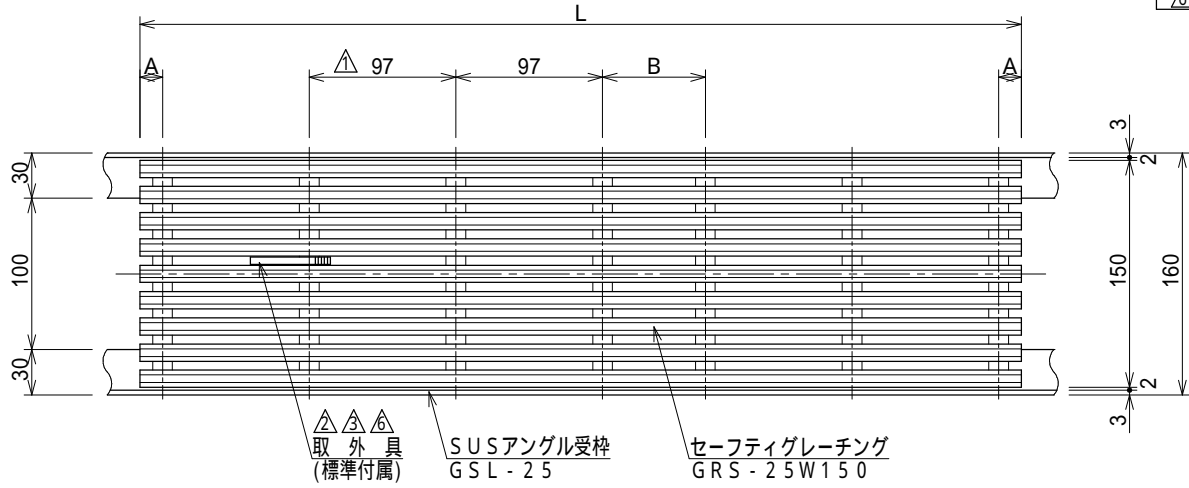 L
A
1 97
97
B
A
3
2
30
100
30
150
160
2
3
2 3 6
取 外 具
(標準付属)
SUSアングル受枠
GSL-25
セーフティグレーチング
GRS-25W150